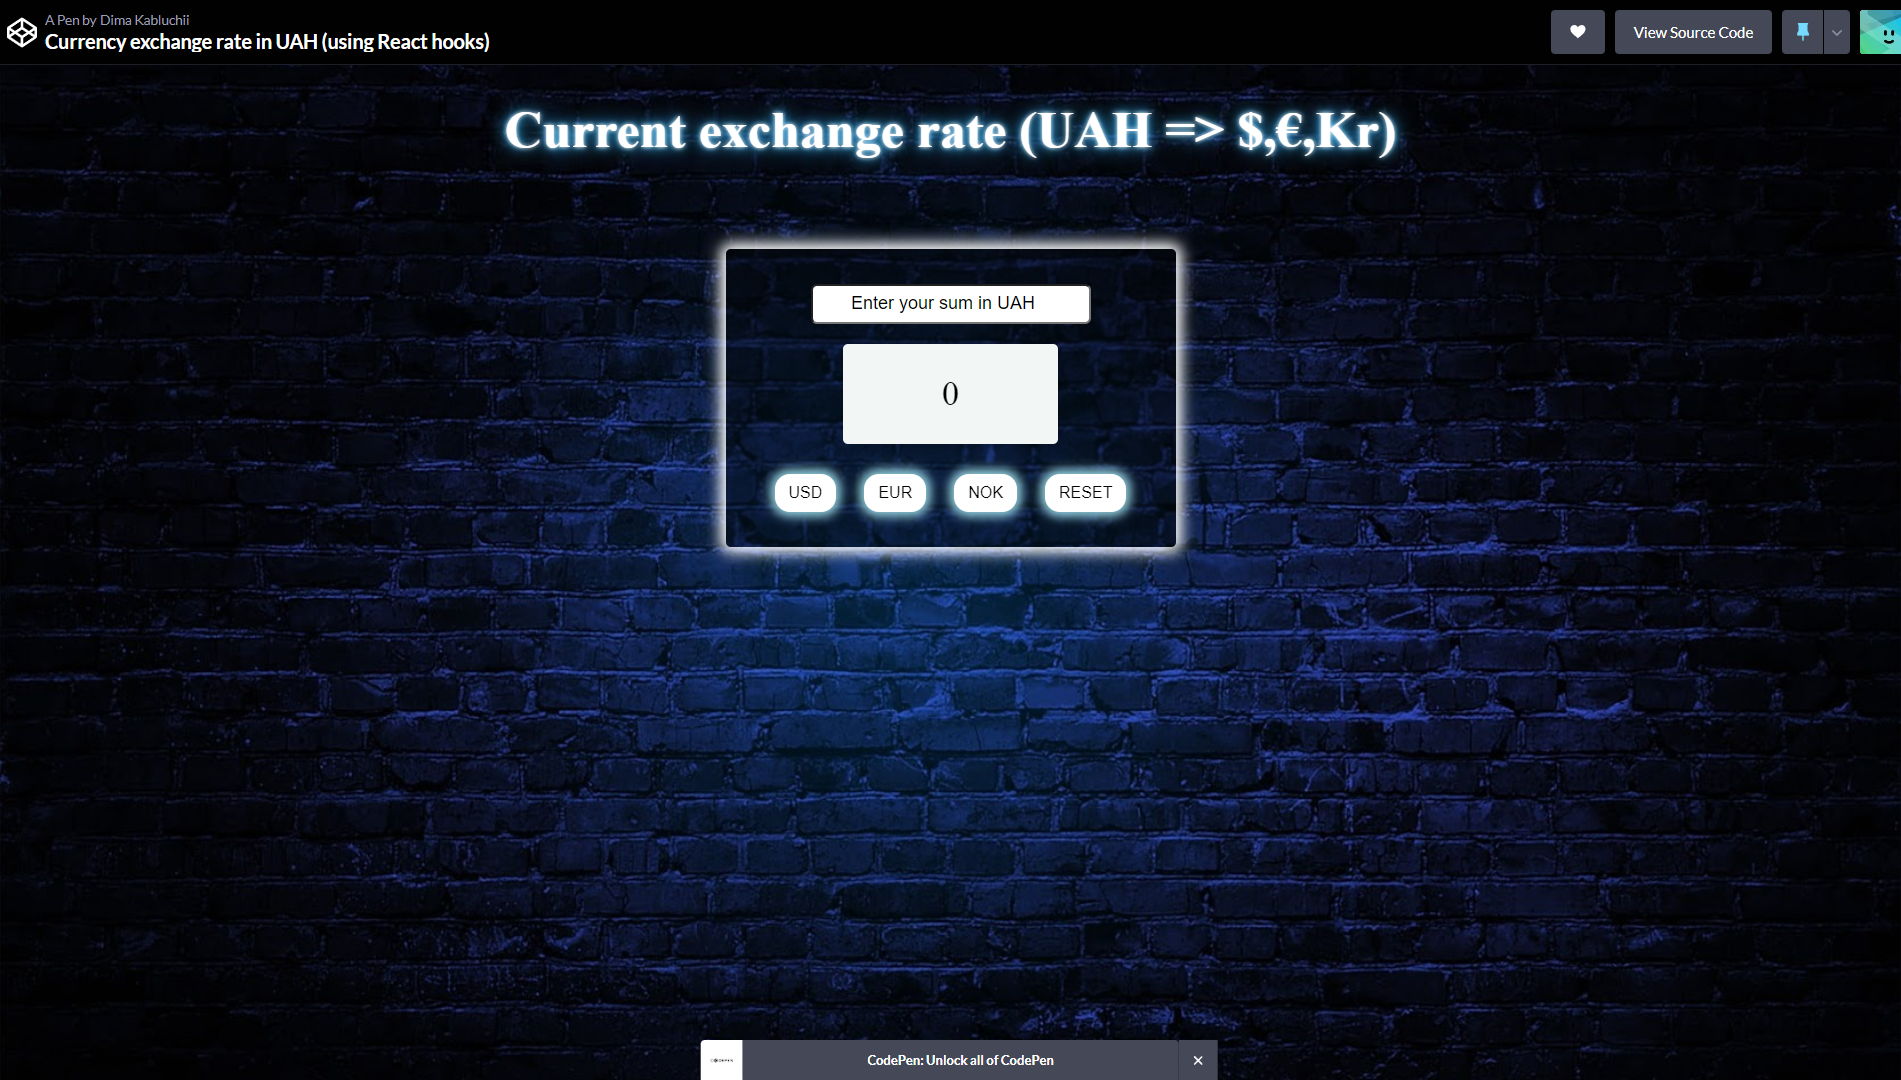 A Pen by Dima Kabluchii
Currency exchange rate in UAH (using React hooks)
View Source Code
Current exchange rate (UAH => $,€,Kr)
Enter your sum in UAH
0
USD EUR NOK RESET
CODEPEN
CodePen: Unlock all of CodePen